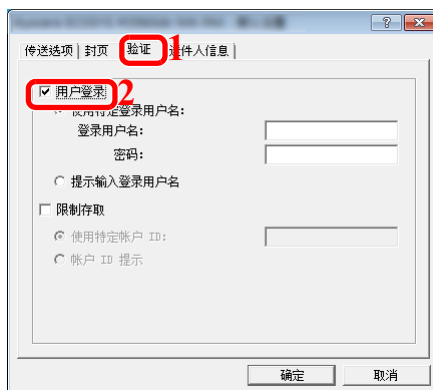 传送选项 封页 验证 1 送件人信息
用户登录 2
使用特定登录用户名:
登录用户名:
密码:
提示输入登录用户名
限制存取
使用特定帐户 ID:
帐户 ID 提示
确定 取消